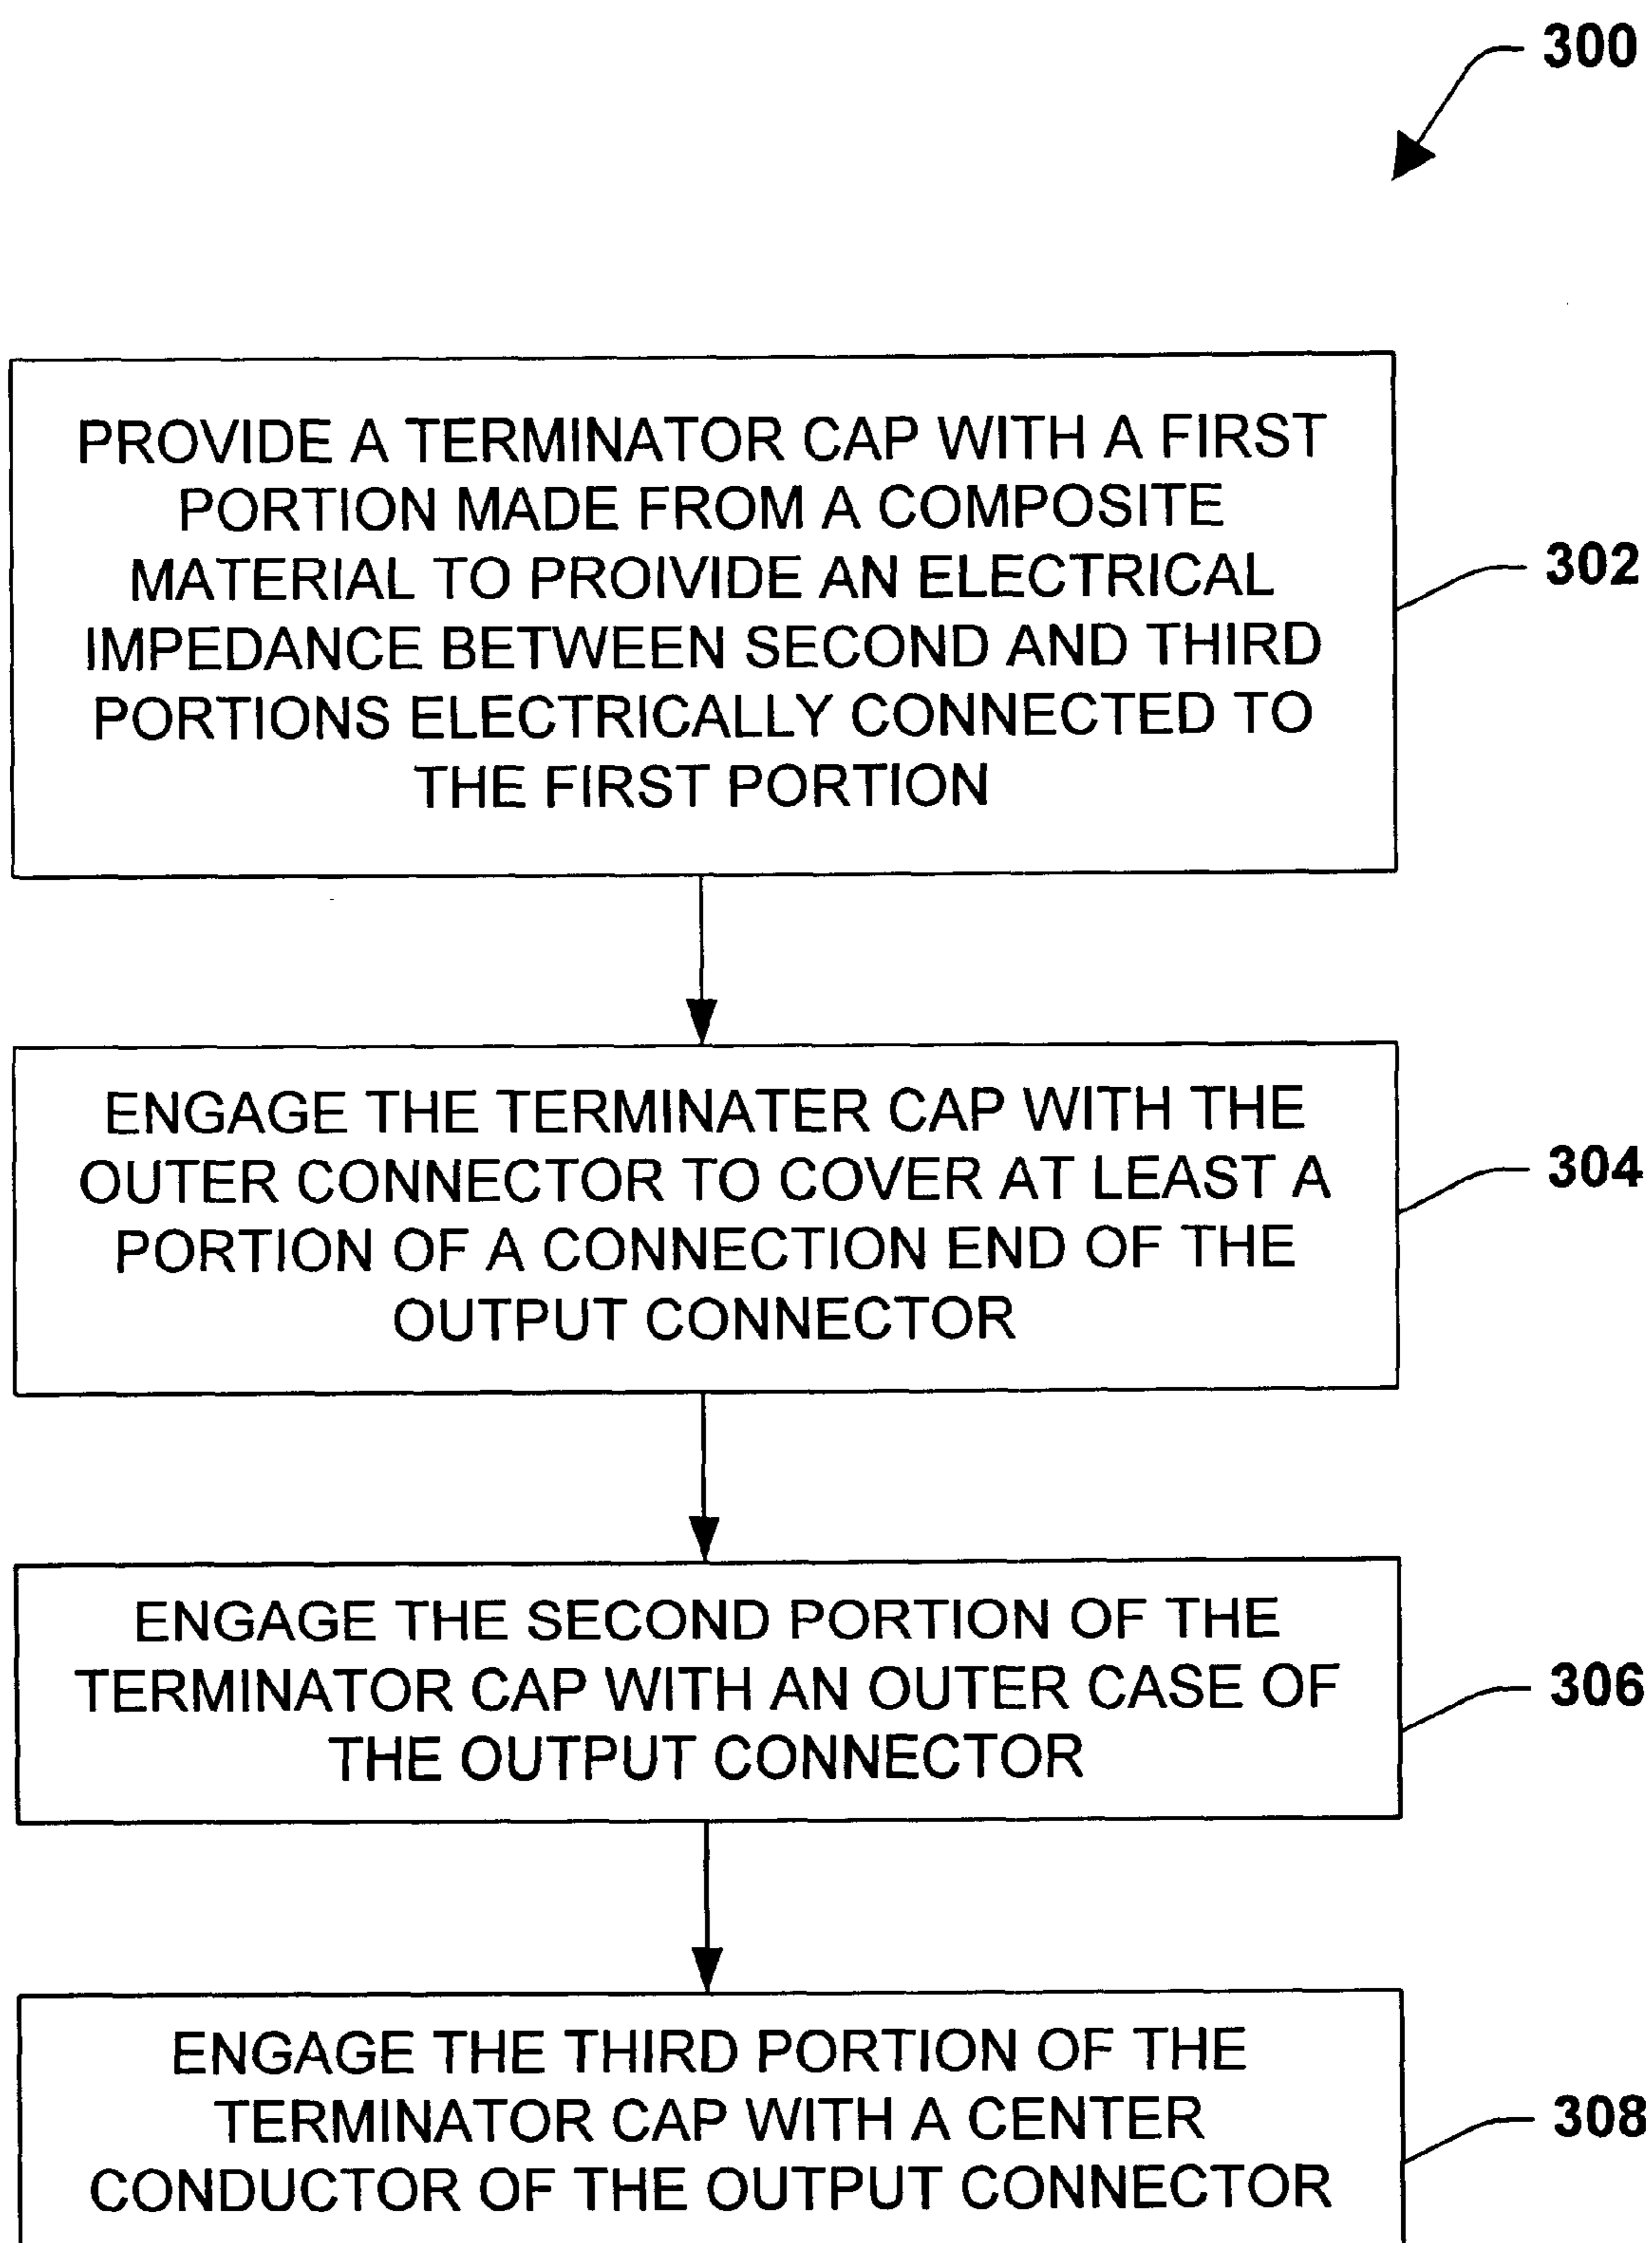 300
PROVIDE A TERMINATOR CAP WITH A FIRST
PORTION MADE FROM A COMPOSITE
MATERIAL TO PROIVIDE AN ELECTRICAL
IMPEDANCE BETWEEN SECOND AND THIRD
PORTIONS ELECTRICALLY CONNECTED TO
THE FIRST PORTION
302
ENGAGE THE TERMINATER CAP WITH THE
OUTER CONNECTOR TO COVER AT LEAST A
PORTION OF A CONNECTION END OF THE
OUTPUT CONNECTOR
304
ENGAGE THE SECOND PORTION OF THE
TERMINATOR CAP WITH AN OUTER CASE OF
THE OUTPUT CONNECTOR
306
ENGAGE THE THIRD PORTION OF THE
TERMINATOR CAP WITH A CENTER
CONDUCTOR OF THE OUTPUT CONNECTOR
308